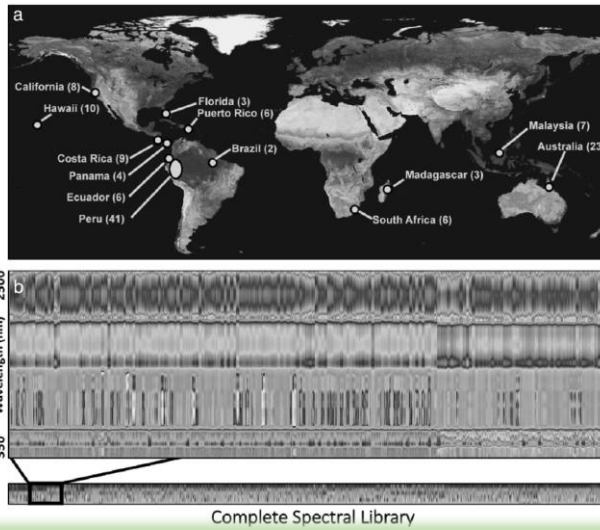 a
California (8)
Hawaii (10)
Florida (3)
Puerto Rico (6)
Costa Rica (9)
Brazil (2)
Panama (4)
Ecuador (6)
Peru (41)
Malaysia (7)
Australia (23
Madagascar (3)
South Africa (6)
b
2500
Wavelength (nm)
350
Complete Spectral Library